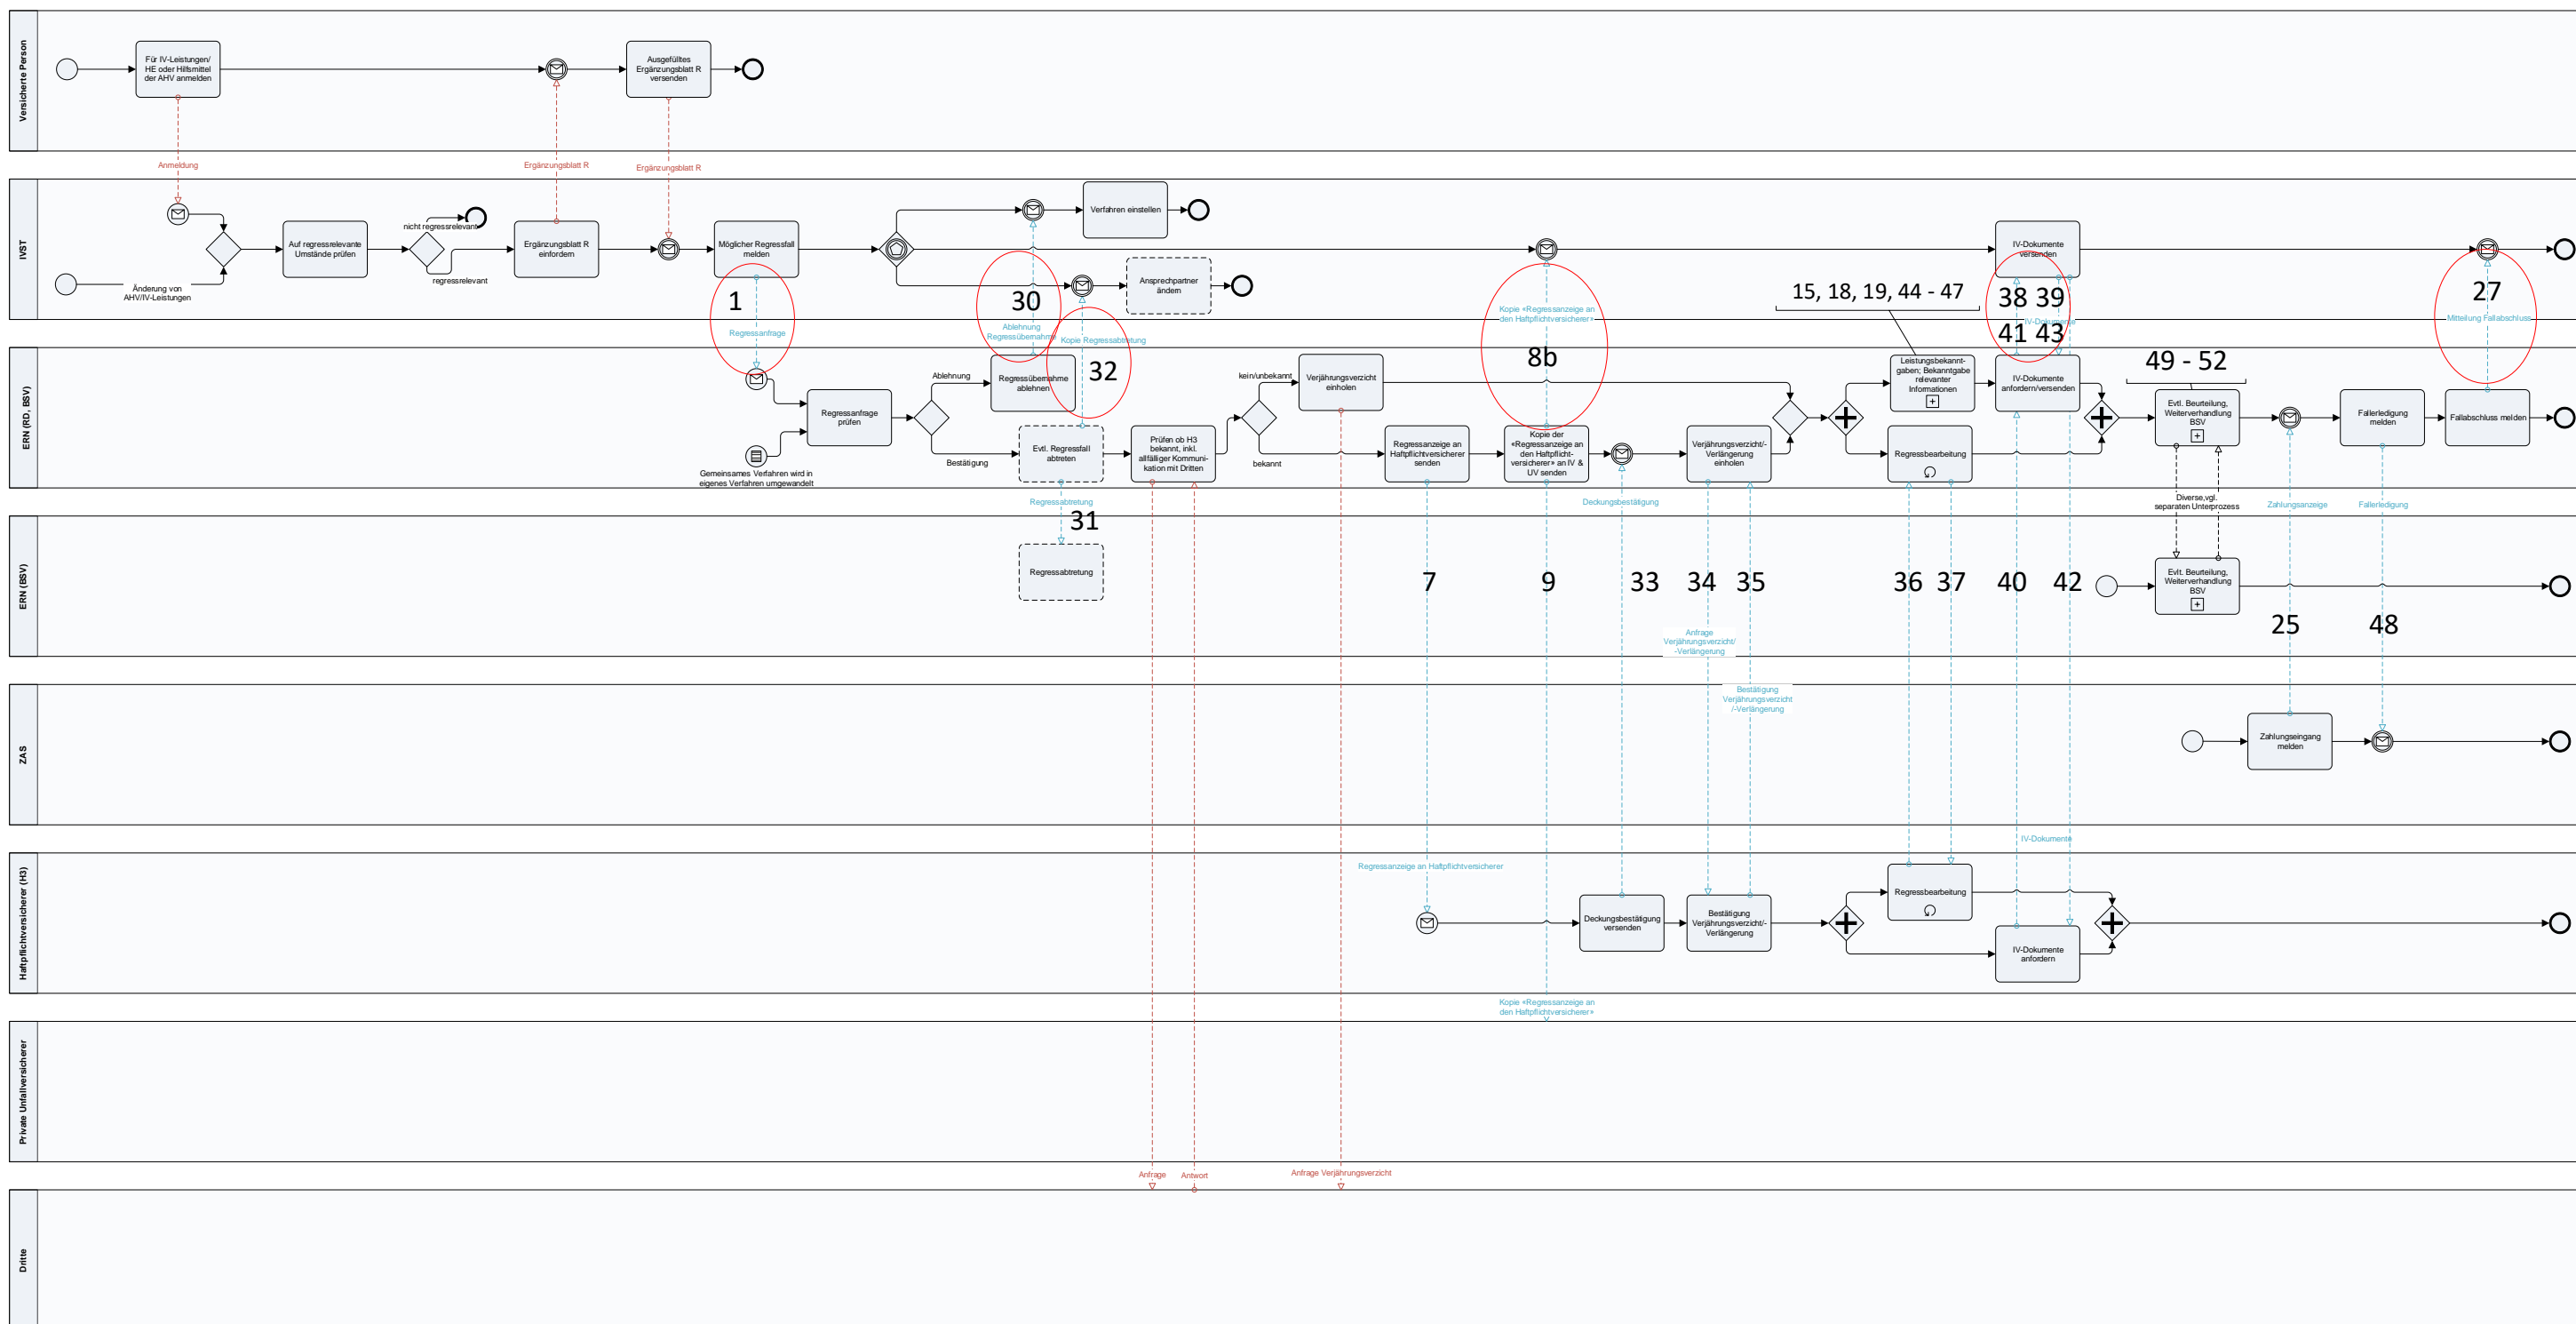 Versicherte Person
Für IV-Leistungen/
HE oder Hilfsmittel
der AHV anmelden
Ausgefülltes
Ergänzungsblatt R
versenden
Anmeldung
Ergänzungsblatt R
Ergänzungsblatt R
IVST
Änderung von
AHV/IV-Leistungen
Auf regressrelevante
Umstände prüfen
nicht regressrelevant
regressrelevant
Ergänzungsblatt R
einfordern
Möglicher Regressfall
melden
Verfahren einstellen
Ansprechpartner
ändern
IV-Dokumente
versenden
1
Regressanfrage
30
Ablehnung
Regressübernahme
Kopie Regressabtretung
32
Kopie «Regressanzeige an
den Haftpflichtversicherer»
8b
15, 18, 19, 44 - 47
38 39
IV-Dokumente
41 43
27
Mitteilung Fallabschluss
49 - 52
ERN (RD, BSV)
Gemeinsames Verfahren wird in
eigenes Verfahren umgewandelt
Regressanfrage
prüfen
Ablehnung
Bestätigung
Regressübernahme
ablehnen
Evtl. Regressfall
abtreten
Prüfen ob H3
bekannt, inkl.
allfälliger Kommuni-
kation mit Dritten
kein/unbekannt
bekannt
Verjährungsverzicht
einholen
Regressanzeige an
Haftpflichtversicherer
senden
Kopie der
«Regressanzeige an
den Haftpflicht-
versicherer» an IV &
UV senden
Verjährungsverzicht/-
Verlängerung
einholen
Leistungsbekannt-
gaben; Bekanntgabe
relevanter
Informationen
Regressbearbeitung
IV-Dokumente
anfordern/versenden
Evtl. Beurteilung,
Weiterverhandlung
BSV
Fallerledigung
melden
Fallabschluss melden
Regressabtretung
31
Deckungsbestätigung
Diverse,vgl.
separaten Unterprozess
Zahlungsanzeige
Fallerledigung
ERN (BSV)
Regressabtretung
7
9
33
34
35
36
37
40
42
Evlt. Beurteilung,
Weiterverhandlung
BSV
25
48
Anfrage
Verjährungsverzicht/
-Verlängerung
Bestätigung
Verjährungsverzicht
/-Verlängerung
ZAS
Zahlungseingang
melden
IV-Dokumente
Haftpflichtversicherer (H3)
Regressanzeige an Haftpflichtversicherer
Deckungsbestätigung
versenden
Bestätigung
Verjährungsverzicht/-
Verlängerung
Regressbearbeitung
IV-Dokumente
anfordern
Kopie «Regressanzeige an
den Haftpflichtversicherer»
Private Unfallversicherer
Anfrage
Antwort
Anfrage Verjährungsverzicht
Dritte